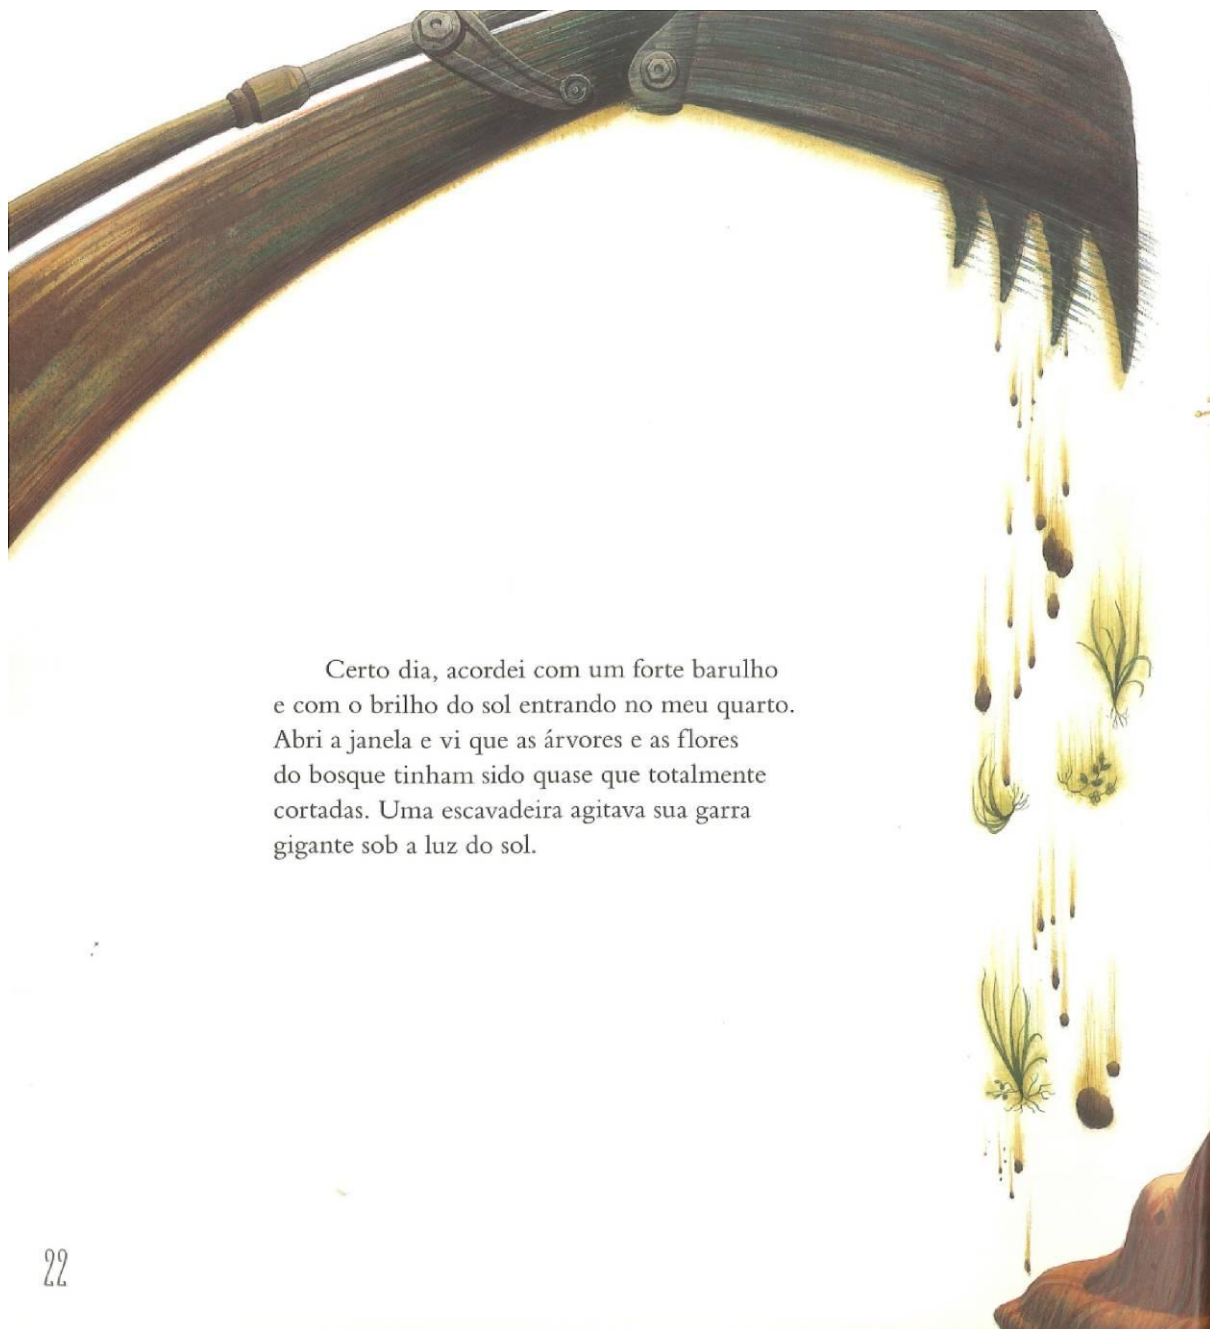 Certo dia, acordei com um forte barulho
e com o brilho do sol entrando no meu quarto.
Abri a janela e vi que as árvores e as flores
do bosque tinham sido quase que totalmente
cortadas. Uma escavadeira agitava sua garra
gigante sob a luz do sol.
22